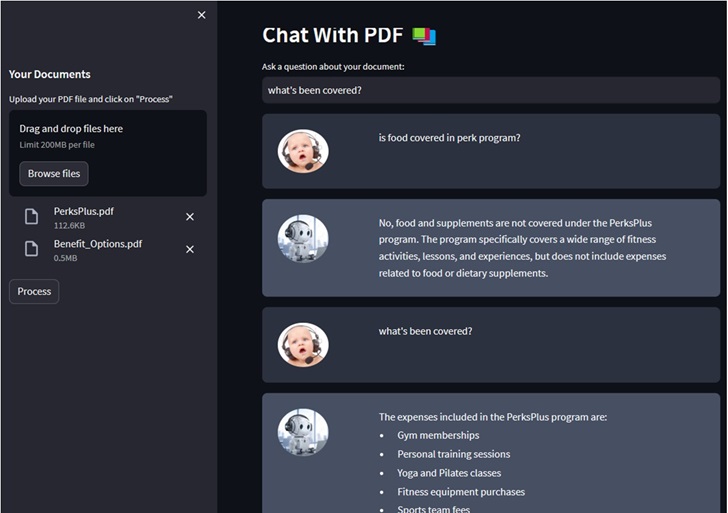 Your Documents
Upload your PDF file and click on "Process"
Drag and drop files here
Limit 200MB per file
Browse files
PerksPlus.pdf
112.6KB
Benefit_Options.pdf
0.5MB
Process
Chat With PDF
Ask a question about your document:
what's been covered?
is food covered in perk program?
No, food and supplements are not covered under the PerksPlus
program. The program specifically covers a wide range of fitness
activities, lessons, and experiences, but does not include expenses
related to food or dietary supplements.
what's been covered?
The expenses included in the PerksPlus program are:
• Gym memberships
• Personal training sessions
• Yoga and Pilates classes
• Fitness equipment purchases
• Sports team fees